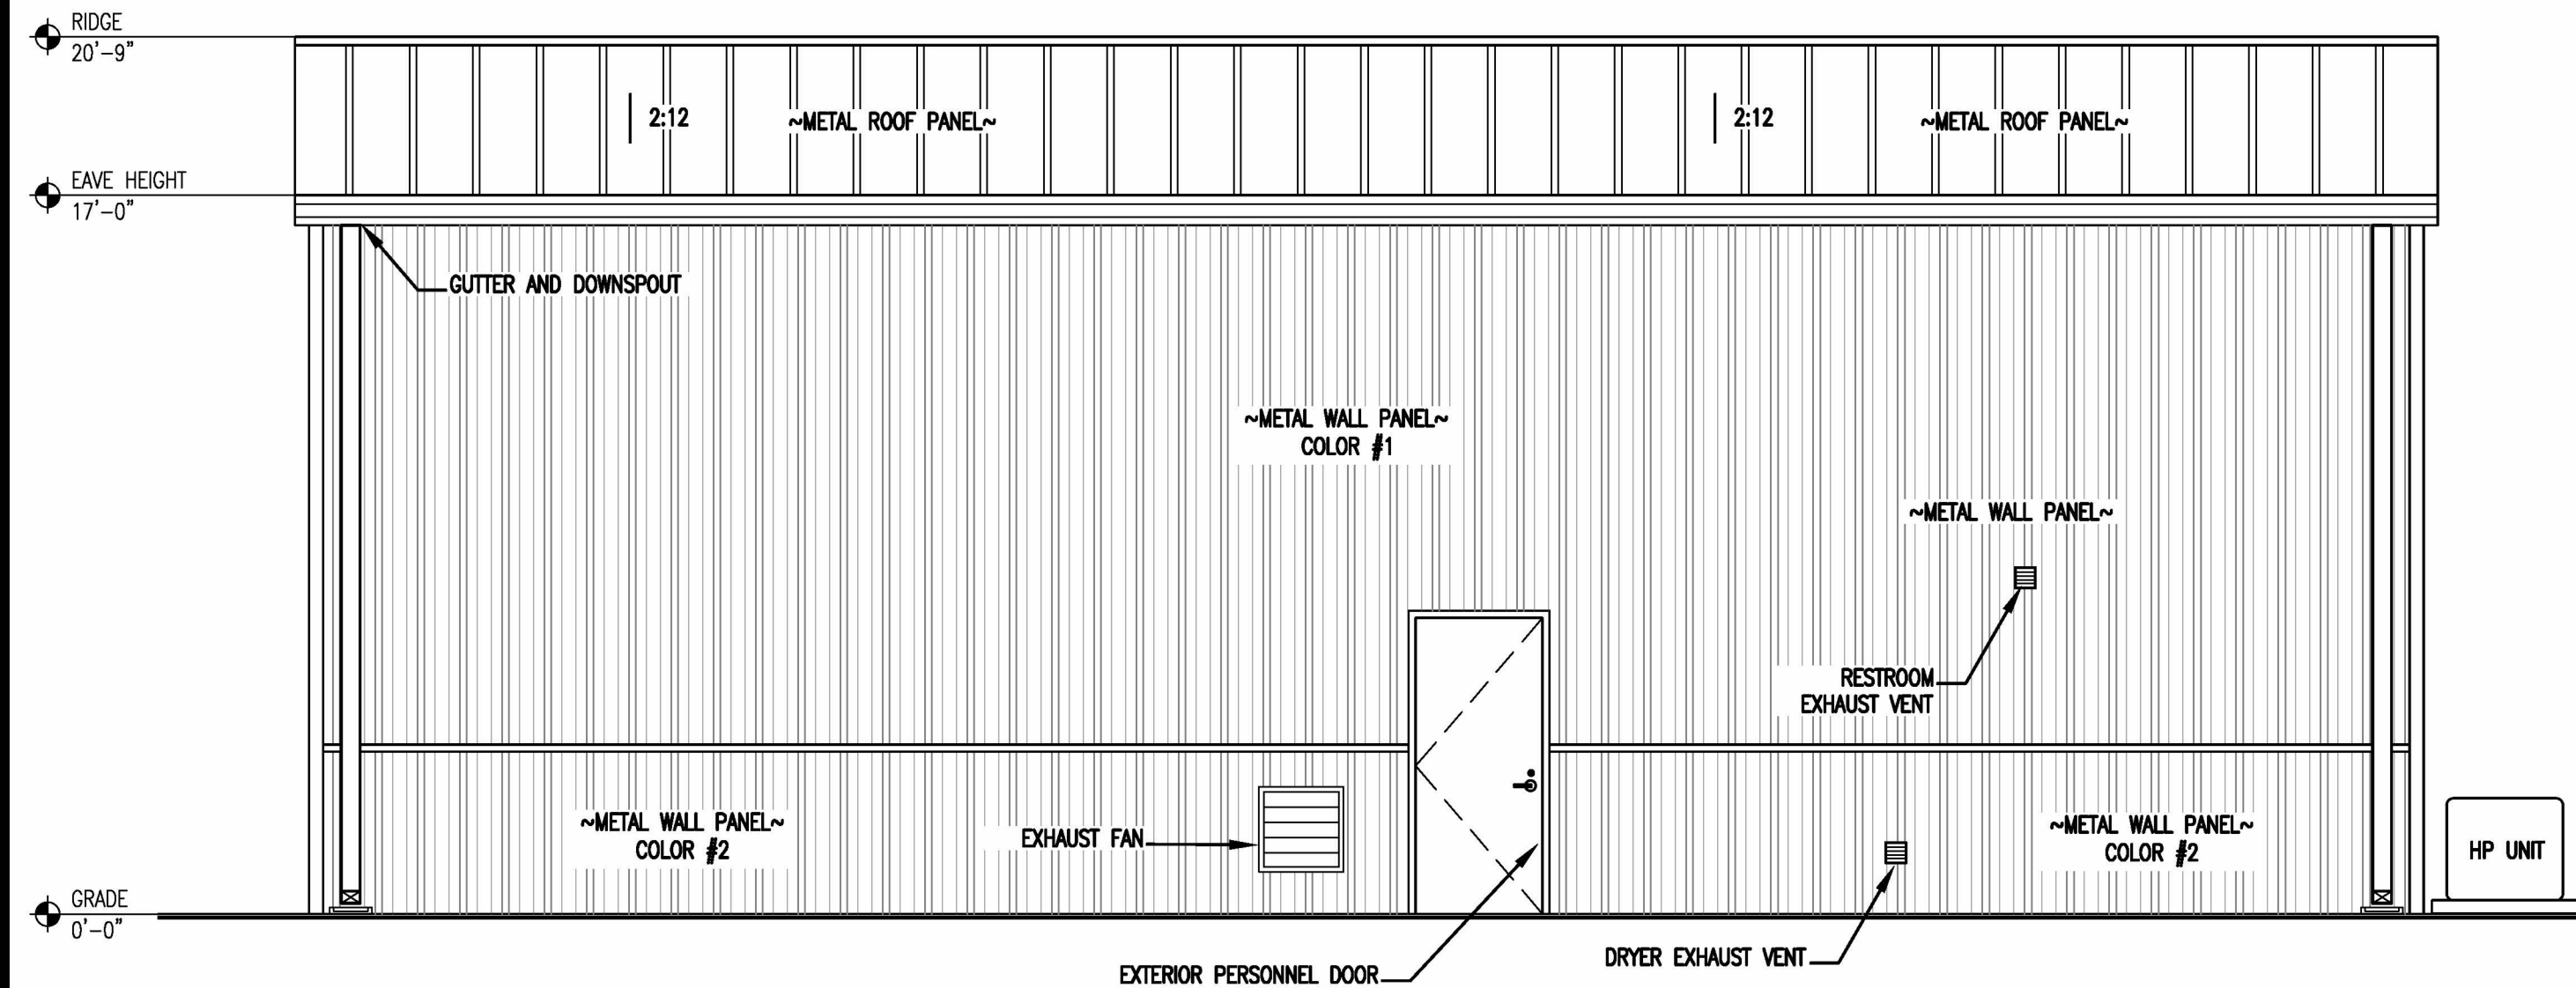 RIDGE
20'-9"
2:12
~METAL ROOF PANEL~
2:12
~METAL ROOF PANEL~
EAVE HEIGHT
17'-0"
GUTTER AND DOWNSPOUT
~METAL WALL PANEL~
COLOR #1
~METAL WALL PANEL~
RESTROOM
EXHAUST VENT
~METAL WALL PANEL~
COLOR #2
EXHAUST FAN
~METAL WALL PANEL~
COLOR #2
HP UNIT
GRADE
0'-0"
DRYER EXHAUST VENT
EXTERIOR PERSONNEL DOOR